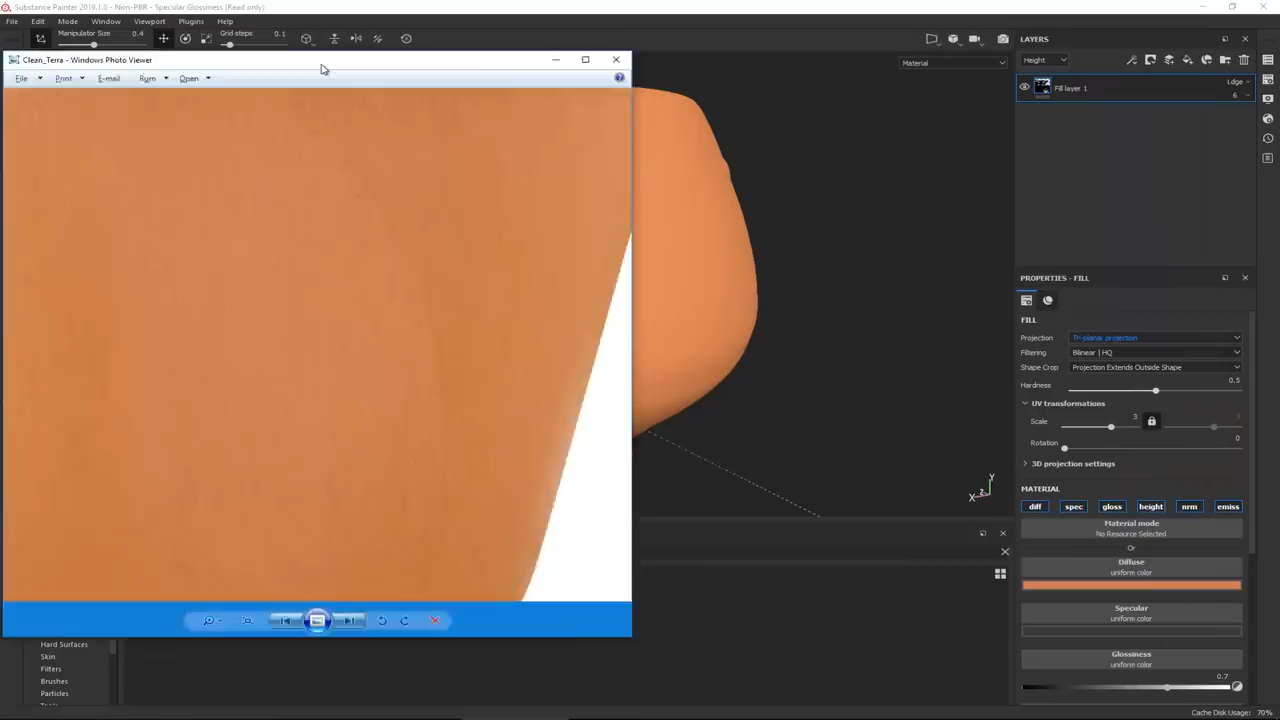 Substance Painter 2019.1.0 - Non-PBR - Specular Glossiness (Read only)
File Edit Mode Window Viewport Plugins Help
Manipulator Size 0.4 Grid steps 0.1
Clean_Terra - Windows Photo Viewer
File Print E-mail Burn Open
Material
LAYERS
Height
Fill layer 1
Ldge
6
PROPERTIES - FILL
FILL
Projection Tri-planar projection
Filtering Bilinear | HQ
Shape Crop Projection Extends Outside Shape
Hardness 0.5
UV transformations
Scale 3 3
Rotation 0
3D projection settings
Y
X Z
MATERIAL
diff spec gloss height nrm emiss
Material mode
No Resource Selected
Or
Diffuse
uniform color
Specular
uniform color
Glossiness
uniform color
0.7
Hard Surfaces
Skin
Filters
Brushes
Particles
Tools
Cache Disk Usage: 70%